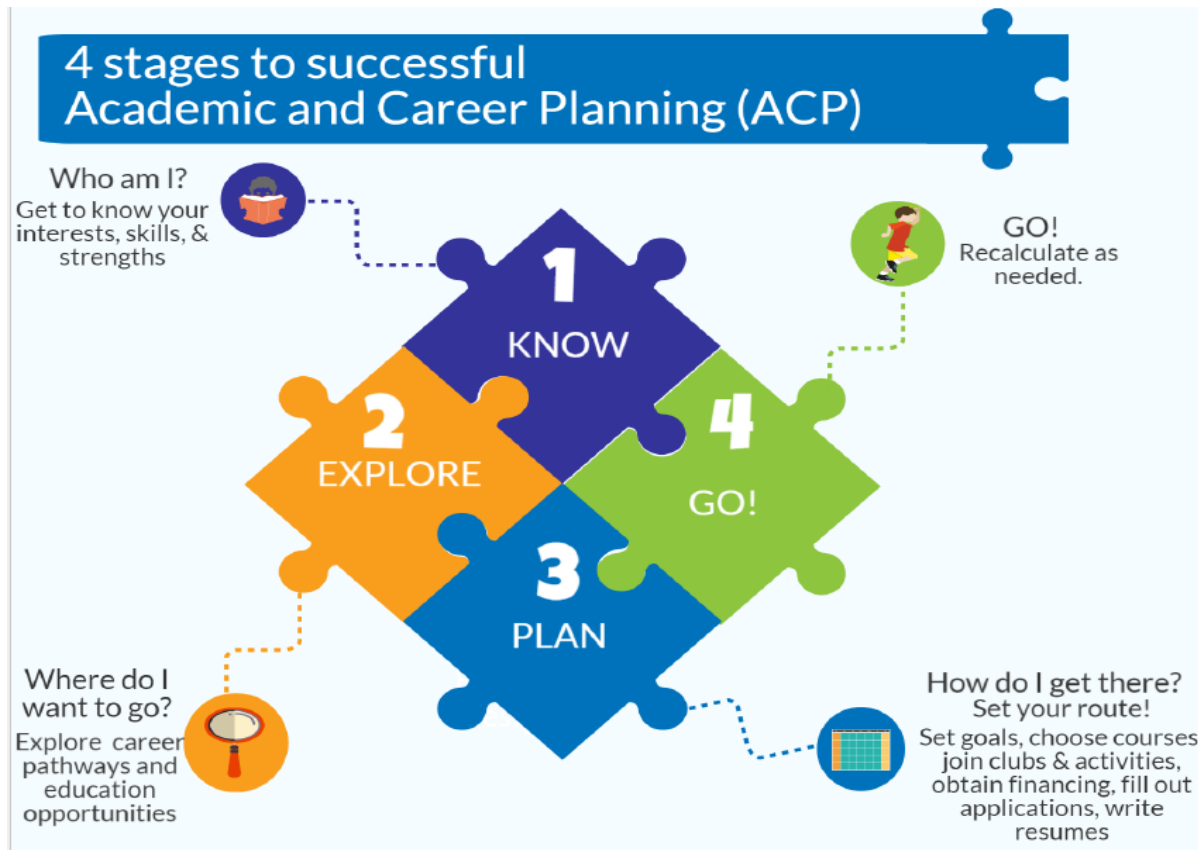 4 stages to successful
Academic and Career Planning (ACP)
Who am I?
Get to know your
interests, skills, &
strengths
GO!
Recalculate as
needed.
1
KNOW
2
EXPLORE
4
GO!
3
PLAN
Where do I
want to go?
Explore career
pathways and
education
opportunities
How do I get there?
Set your route!
Set goals, choose courses
join clubs & activities,
obtain financing, fill out
applications, write
resumes